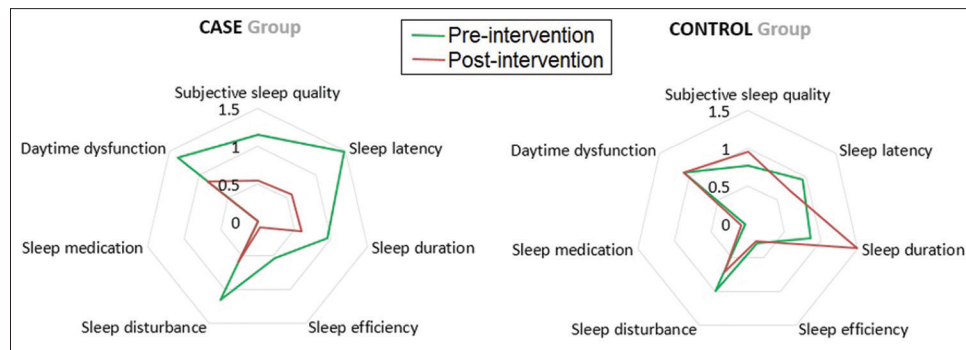 CASE Group
Pre-intervention
Post-intervention
CONTROL Group
Subjective sleep quality
1.5
Daytime dysfunction
1
Sleep latency
0.5
0
Sleep medication
Sleep duration
Sleep disturbance
Sleep efficiency
Subjective sleep quality
1.5
Daytime dysfunction
1
Sleep latency
0.5
0
Sleep medication
Sleep duration
Sleep disturbance
Sleep efficiency